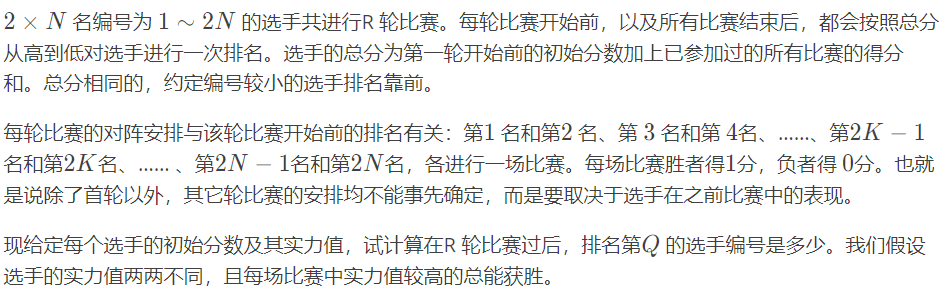 2 × N 名编号为 1 ∼ 2N 的选手共进行R 轮比赛。每轮比赛开始前，以及所有比赛结束后，都会按照总分
从高到低对选手进行一次排名。选手的总分为第一轮开始前的初始分数加上已参加过的所有比赛的得分
和。总分相同的，约定编号较小的选手排名靠前。
每轮比赛的对阵安排与该轮比赛开始前的排名有关：第1 名和第2 名、第 3 名和第 4名、......、第2K − 1
名和第2K名、...... 、第2N − 1名和第2N名，各进行一场比赛。每场比赛胜者得1分，负者得 0分。也就
是说除了首轮以外，其它轮比赛的安排均不能事先确定，而是要取决于选手在之前比赛中的表现。
现给定每个选手的初始分数及其实力值，试计算在R 轮比赛过后，排名第Q 的选手编号是多少。我们假设
选手的实力值两两不同，且每场比赛中实力值较高的总能获胜。